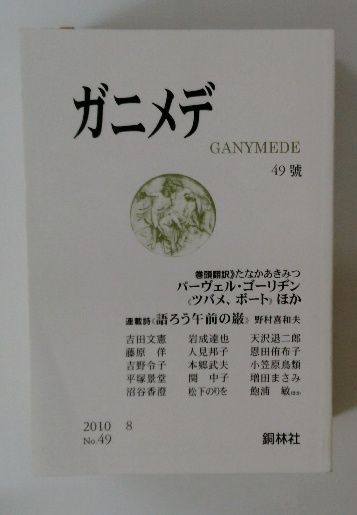 ガニメデ
GANYMEDE
49 號
巻頭翻訳》たなかあきみつ
パーヴェル・ゴーリヂン
《ツバメ、ボート》ほか
連載詩《語ろう午前の巌》野村喜和夫
吉田文憲 岩成達也 天沢退二郎
藤原 佯 人見邦子 恩田侑布子
吉野令子 本郷武夫 小笠原鳥類
平塚景堂 関 中子 増田まさみ
沼谷香澄 松下のりを 飽浦 敏
2010 8
No.49
銅林社